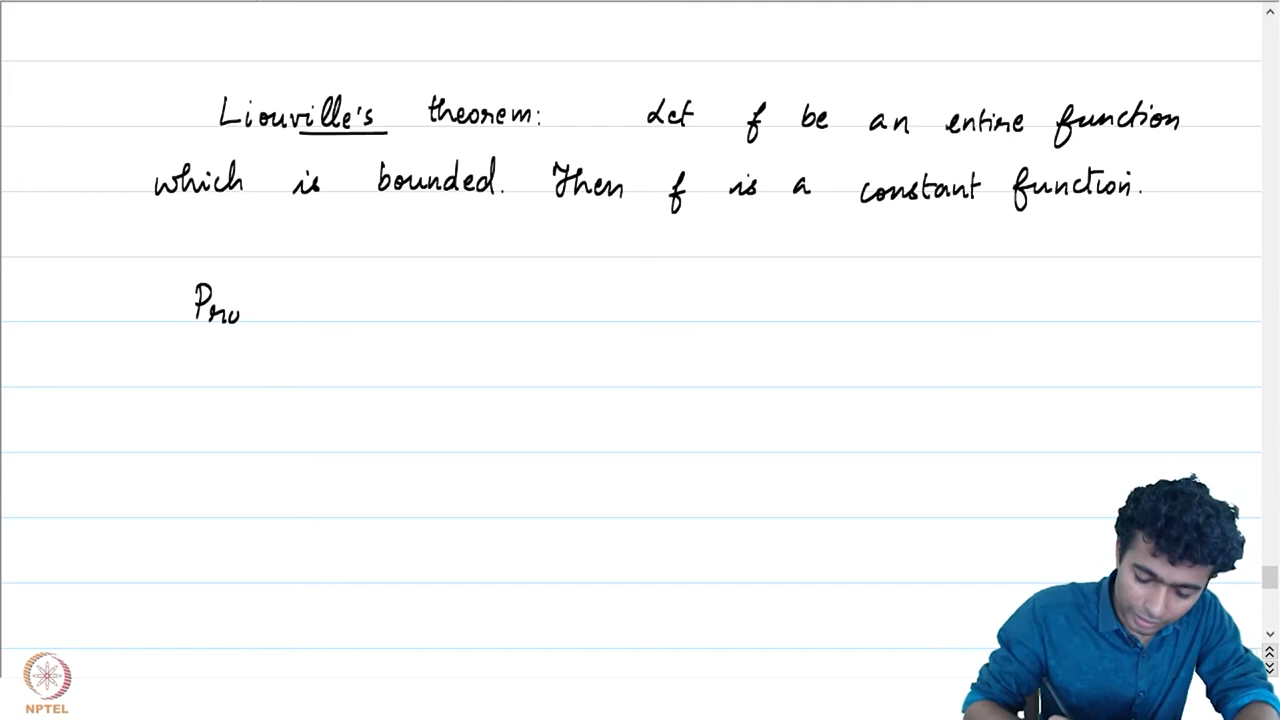 Liouville's theorem: Let f be an entire function
which is bounded. Then f is a constant function.
Pro
NPTEL